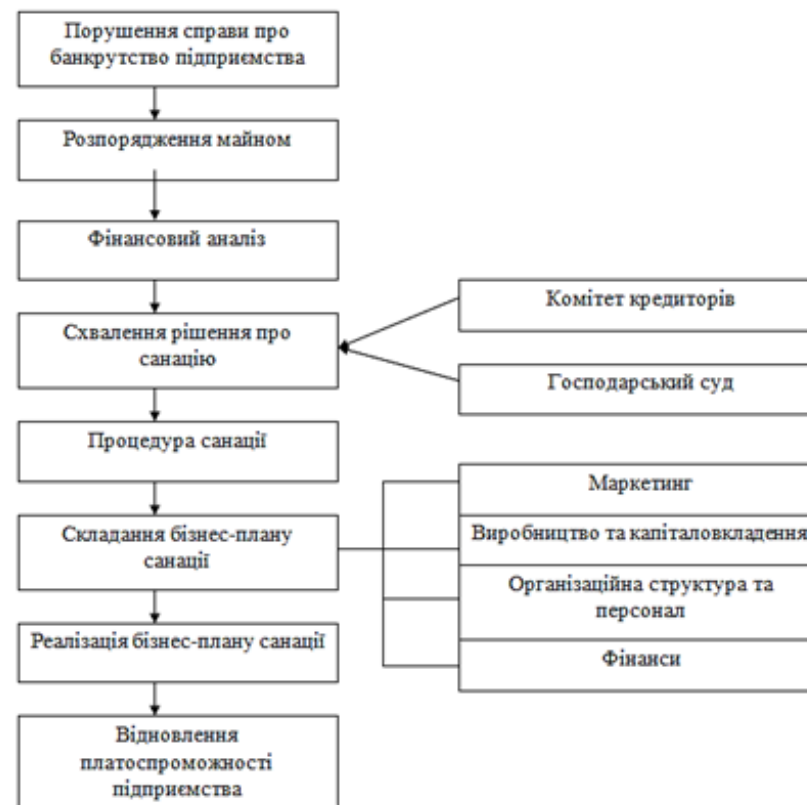 Порушення справи про
банкрутство підприємства
Розпорядження майном
Фінансовий аналіз
Схвалення рішення про
санацію
Комітет кредиторів
Господарський суд
Процедура санації
Складання бізнес-плану
санації
Маркетинг
Виробництво та капіталовкладення
Організаційна структура та
персонал
Фінанси
Реалізація бізнес-плану санації
Відновлення
платоспроможності
підприємства